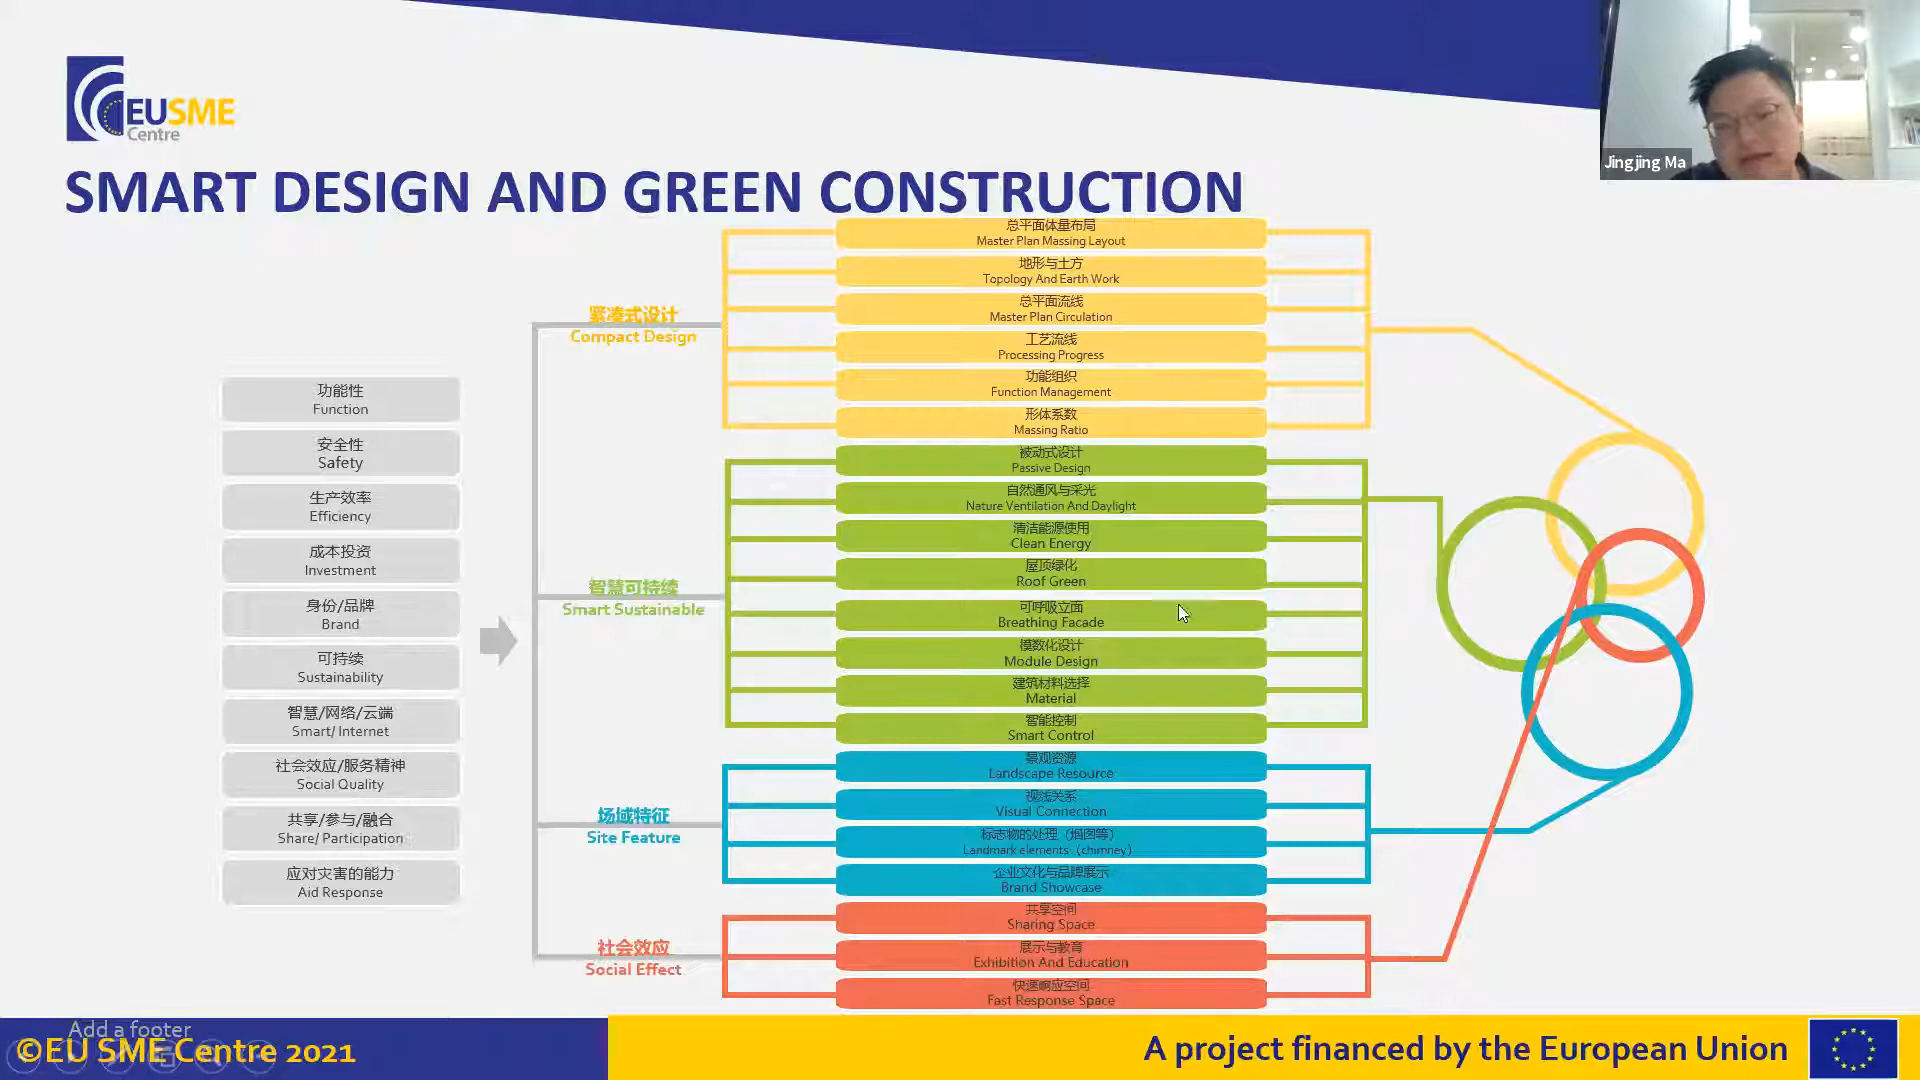 EUSME
Centre
Jingjing Ma
SMART DESIGN AND GREEN CONSTRUCTION
功能性
Function
安全性
Safety
生产效率
Efficiency
成本投资
Investment
身份/品牌
Brand
可持续
Sustainability
智慧/网络/云端
Smart/ Internet
社会效应/服务精神
Social Quality
共享/参与/融合
Share/ Participation
应对灾害的能力
Aid Response
紧凑式设计
Compact Design
总平面体量布局
Master Plan Massing Layout
地形与土方
Topology And Earth Work
总平面流线
Master Plan Circulation
工艺流线
Processing Progress
功能组织
Function Management
形体系数
Massing Ratio
智慧可持续
Smart Sustainable
被动式设计
Passive Design
自然通风与采光
Nature Ventilation And Daylight
清洁能源使用
Clean Energy
屋顶绿化
Roof Green
可呼吸立面
Breathing Facade
模数化设计
Module Design
建筑材料选择
Material
智能控制
Smart Control
场域特征
Site Feature
景观资源
Landscape Resource
视线关系
Visual Connection
标志物的处理（烟囱等）
Landmark elements（chimney）
企业文化与品牌展示
Brand Showcase
社会效应
Social Effect
共享空间
Sharing Space
展示与教育
Exhibition And Education
快速响应空间
Fast Response Space
Add a footer
©EU SME Centre 2021
A project financed by the European Union